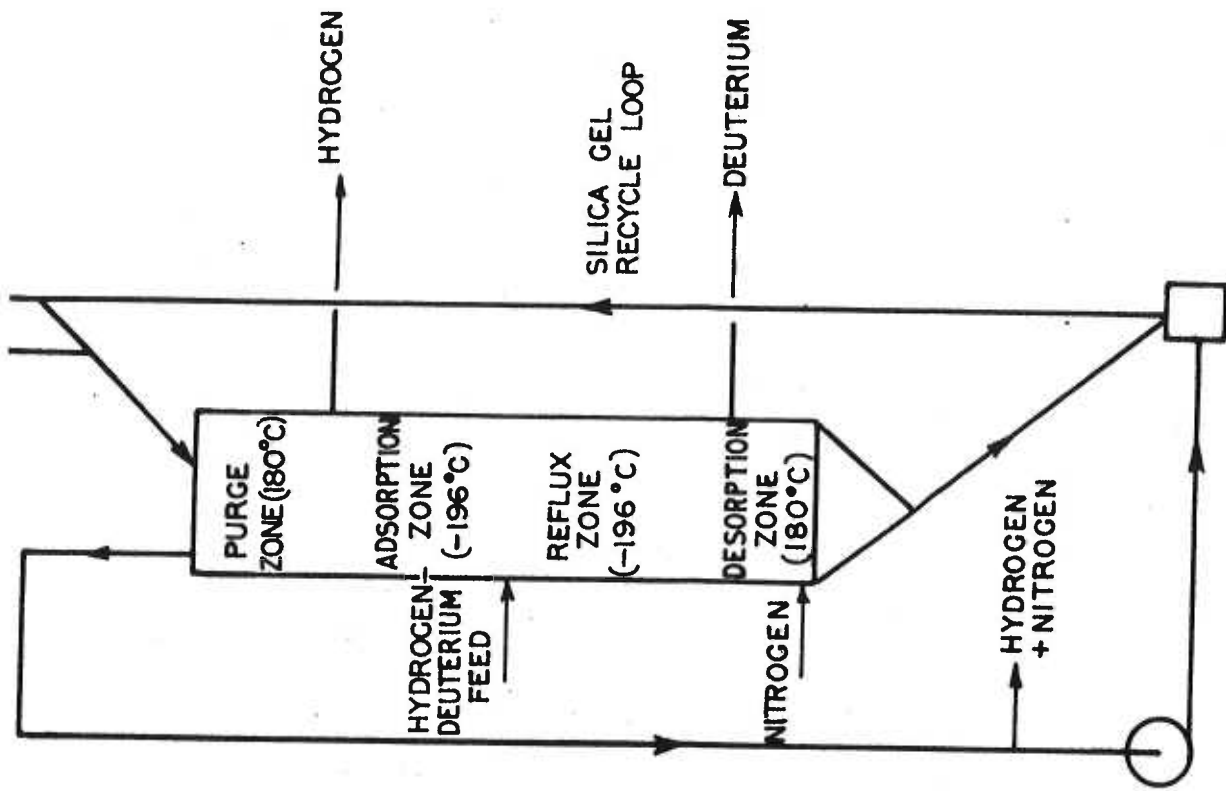 PURGE
ZONE(180°C)
HYDROGEN
ADSORPTION
ZONE
(-196°C)
HYDROGEN-
DEUTERIUM
FEED
REFLUX
ZONE
(-196°C)
SILICA GEL
RECYCLE LOOP
DESORPTION
ZONE
(180°C)
DEUTERIUM
NITROGEN
HYDROGEN
+NITROGEN